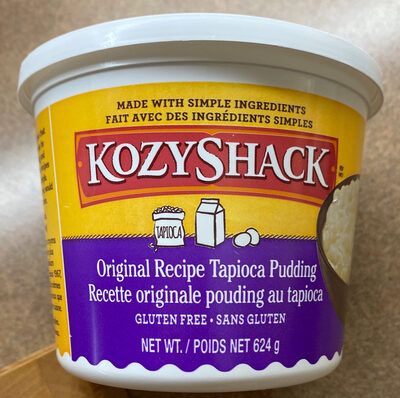 MADE WITH SIMPLE INGREDIENTS
FAIT AVEC DES INGRÉDIENTS SIMPLES
KOZYSHACK
TAPIOCA
Original Recipe Tapioca Pudding
Recette originale pouding au tapioca
GLUTEN FREE • SANS GLUTEN
NET WT. / POIDS NET 624 g